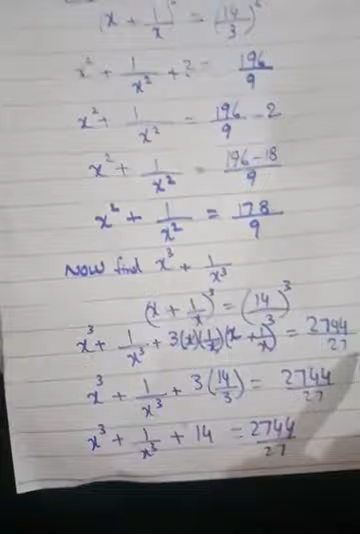 (x + 1/x)² = (14/3)²
x² + 1/x² + 2 = 196/9
x² + 1/x² = 196/9 - 2
x² + 1/x² = 196-18/9
x² + 1/x² = 178/9
Now find x³ + 1/x³
(x + 1/x)³ = (14/3)³
x³ + 1/x³ + 3(x)(1/x)(x + 1/x) = 2744/27
x³ + 1/x³ + 3(14/3) = 2744/27
x³ + 1/x³ + 14 = 2744/27